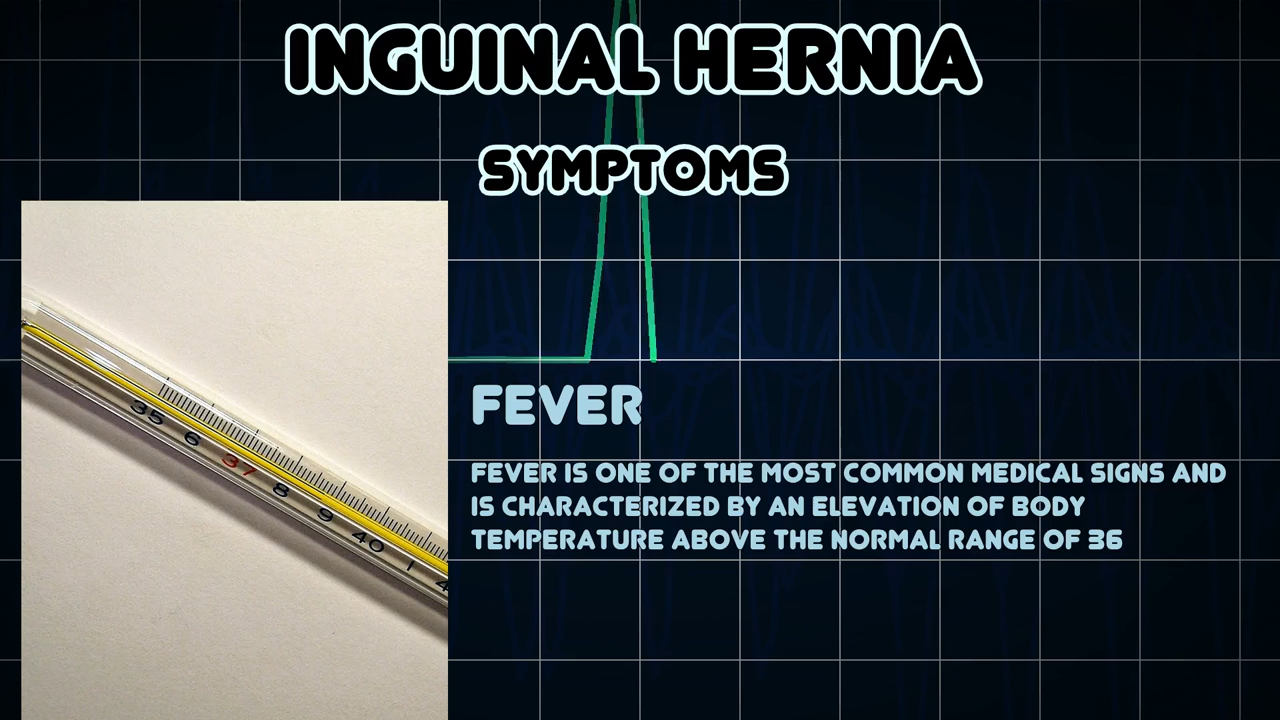 INGUINAL HERNIA
SYMPTOMS
35 6 37 8 9 40 1 4
FEVER
FEVER IS ONE OF THE MOST COMMON MEDICAL SIGNS AND
IS CHARACTERIZED BY AN ELEVATION OF BODY
TEMPERATURE ABOVE THE NORMAL RANGE OF 36